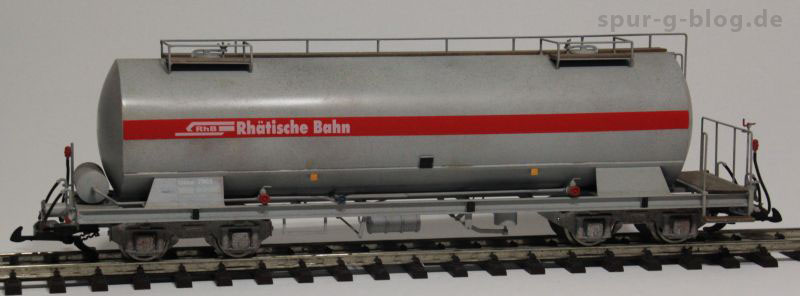 spur-g-blog.de
RhB Rhätische Bahn